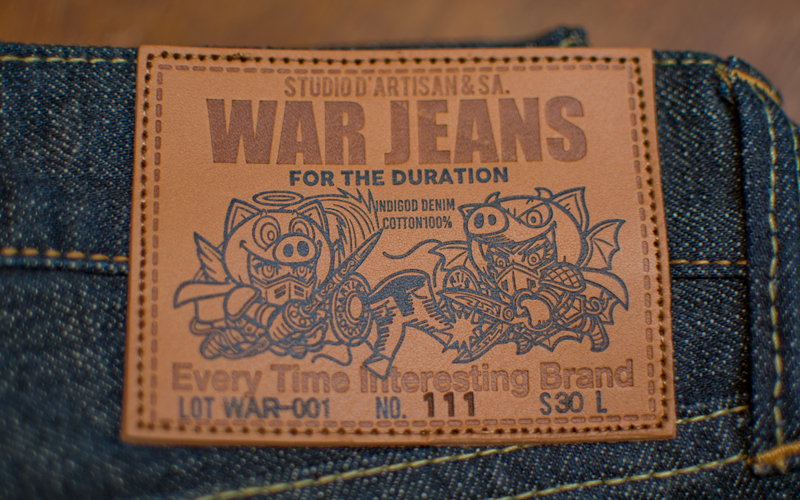 STUDIO D'ARTISAN & SA.
WAR JEANS
FOR THE DURATION
INDIGOD DENIM
COTTON100%
Every Time Interesting Brand
LOT WAR-001 NO. 111 S30 L